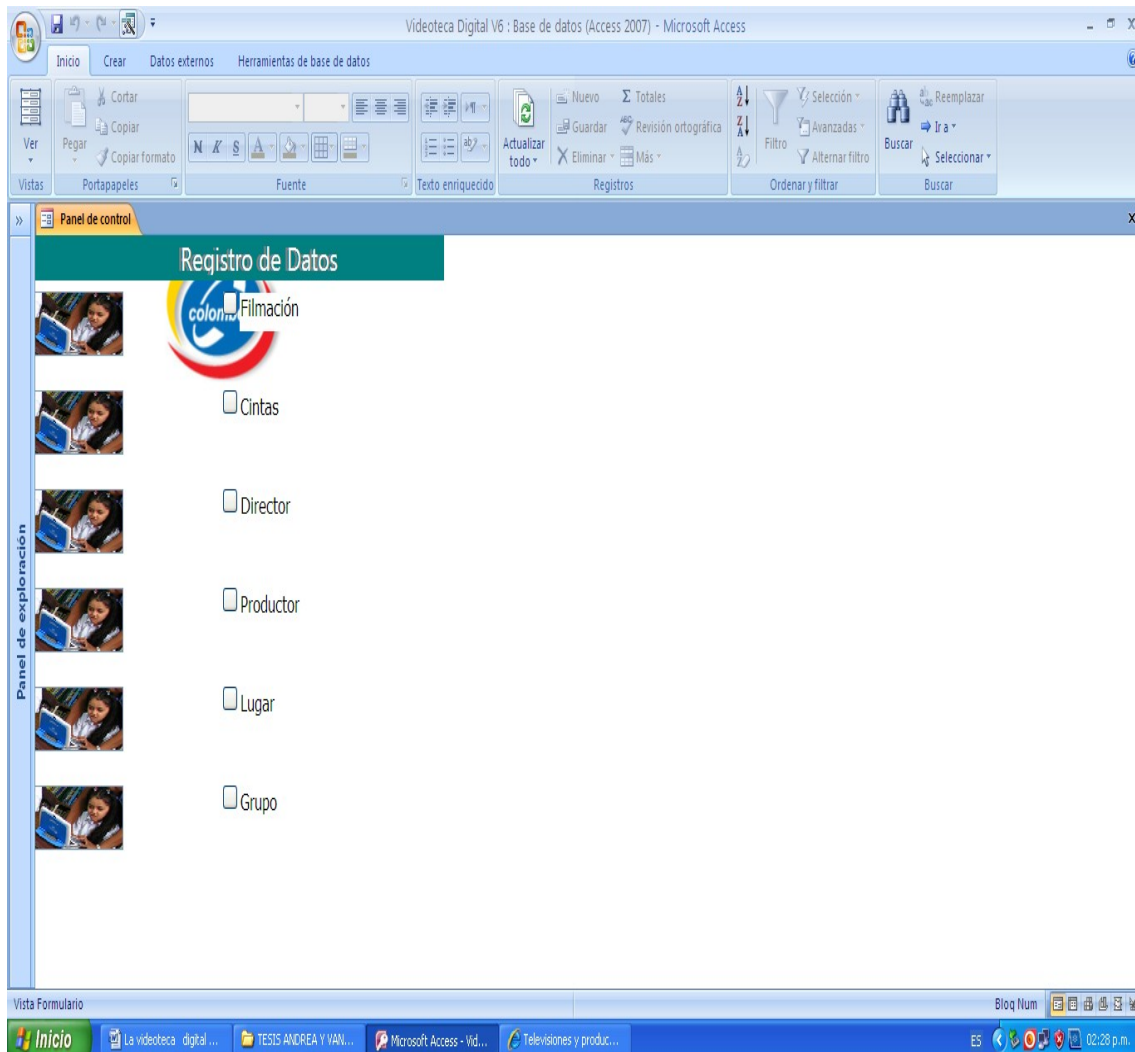 Videoteca Digital V6 : Base de datos (Access 2007) - Microsoft Access
Inicio Crear Datos externos Herramientas de base de datos
Ver
Vistas
Pegar
Cortar
Copiar
Copiar formato
Portapapeles
N K S A
Fuente
ab
Texto enriquecido
Actualizar todo
Nuevo
Guardar
Eliminar
Σ Totales
Revisión ortográfica
Más
Registros
Filtro
Selección
Avanzadas
Alternar filtro
Ordenar y filtrar
Buscar
Reemplazar
Ir a
Seleccionar
Buscar
Panel de control
Panel de exploración
Registro de Datos
colom
Filmación
Cintas
Director
Productor
Lugar
Grupo
Vista Formulario
Bloq Num
Inicio
La videoteca digital ...
TESIS ANDREA Y VAN...
Microsoft Access - Vid...
Televisiones y produc...
ES
02:28 p.m.